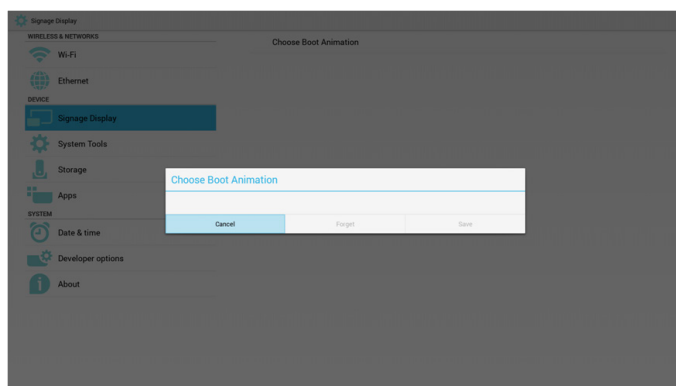 Signage Display
WIRELESS & NETWORKS
Wi-Fi
Ethernet
DEVICE
Signage Display
System Tools
Storage
Apps
SYSTEM
Date & time
Developer options
About
Choose Boot Animation
Choose Boot Animation
Cancel Forget Save